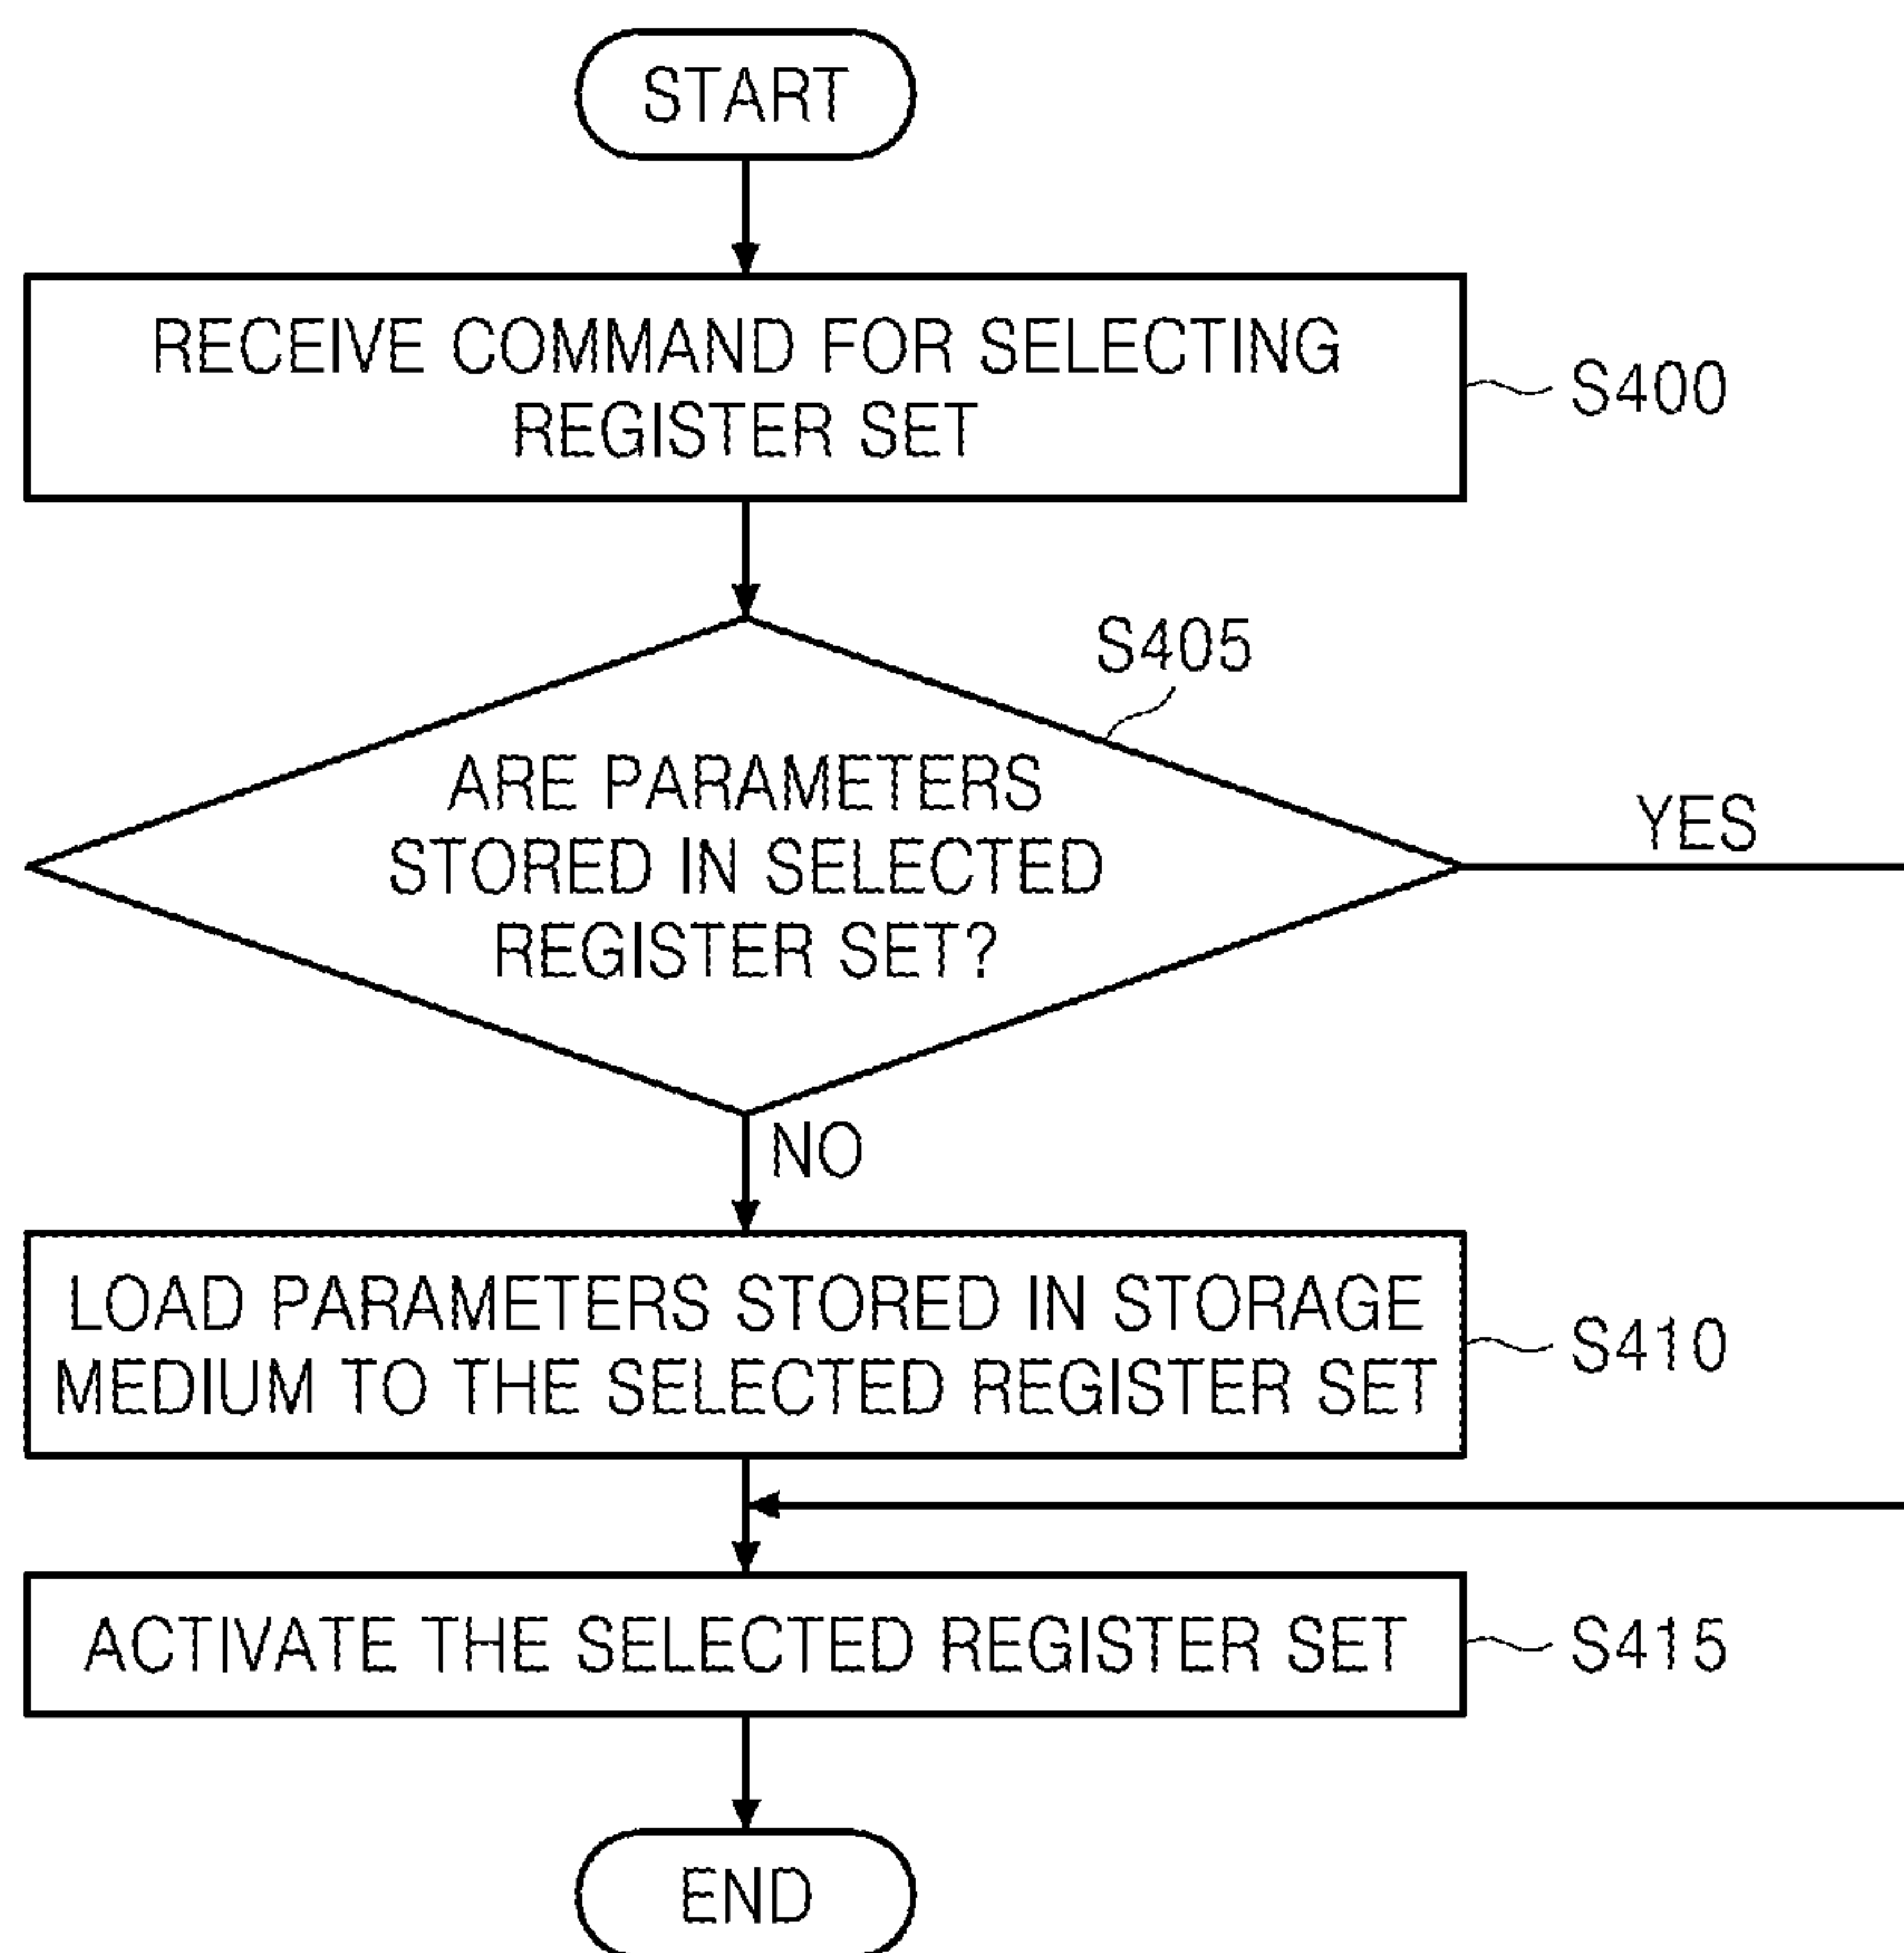 START
RECEIVE COMMAND FOR SELECTING
REGISTER SET
S400
S405
ARE PARAMETERS
STORED IN SELECTED
REGISTER SET?
YES
NO
LOAD PARAMETERS STORED IN STORAGE
MEDIUM TO THE SELECTED REGISTER SET
S410
ACTIVATE THE SELECTED REGISTER SET
S415
END